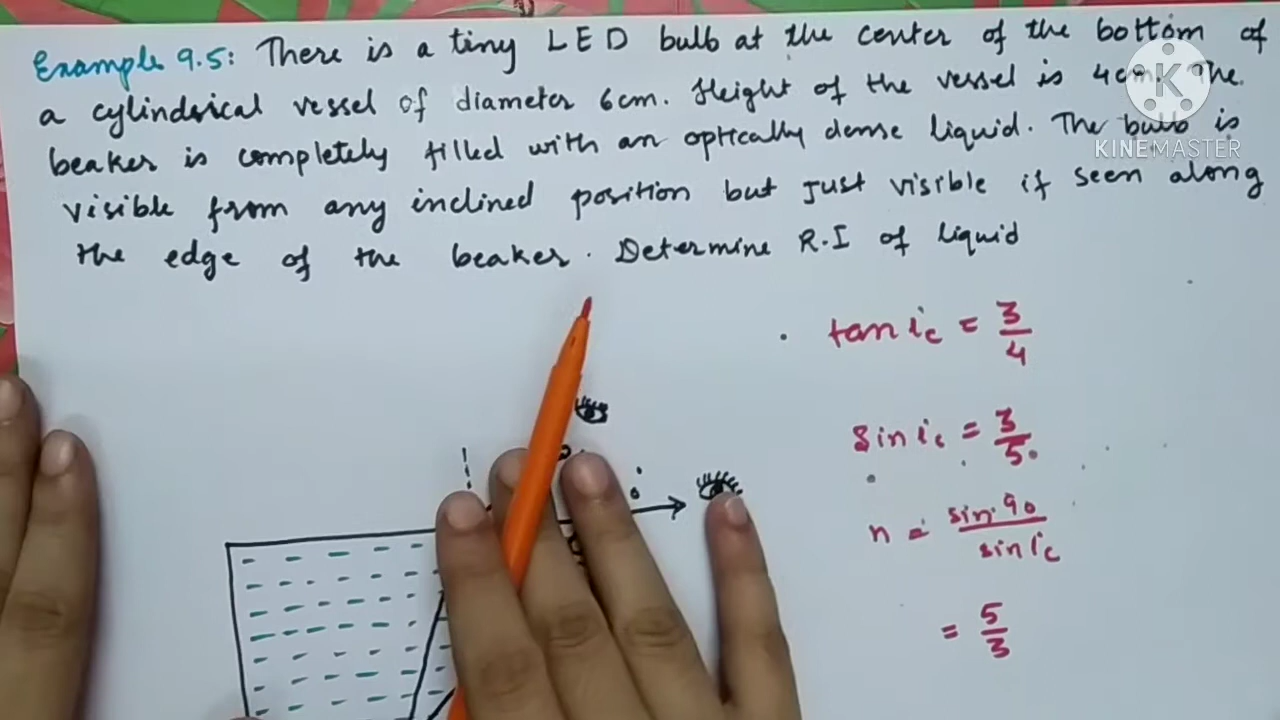 Example 9.5: There is a tiny LED bulb at the center of the bottom of
a cylindrical vessel of diameter 6cm. Height of the vessel is 4cm. The
beaker is completely filled with an optically dense liquid. The bulb is
visible from any inclined position but just visible if seen along
the edge of the beaker. Determine R.I of liquid
tan ic = 3/4
sin ic = 3/5
n = sin 90/sin ic
= 5/3
K
KINEMASTER